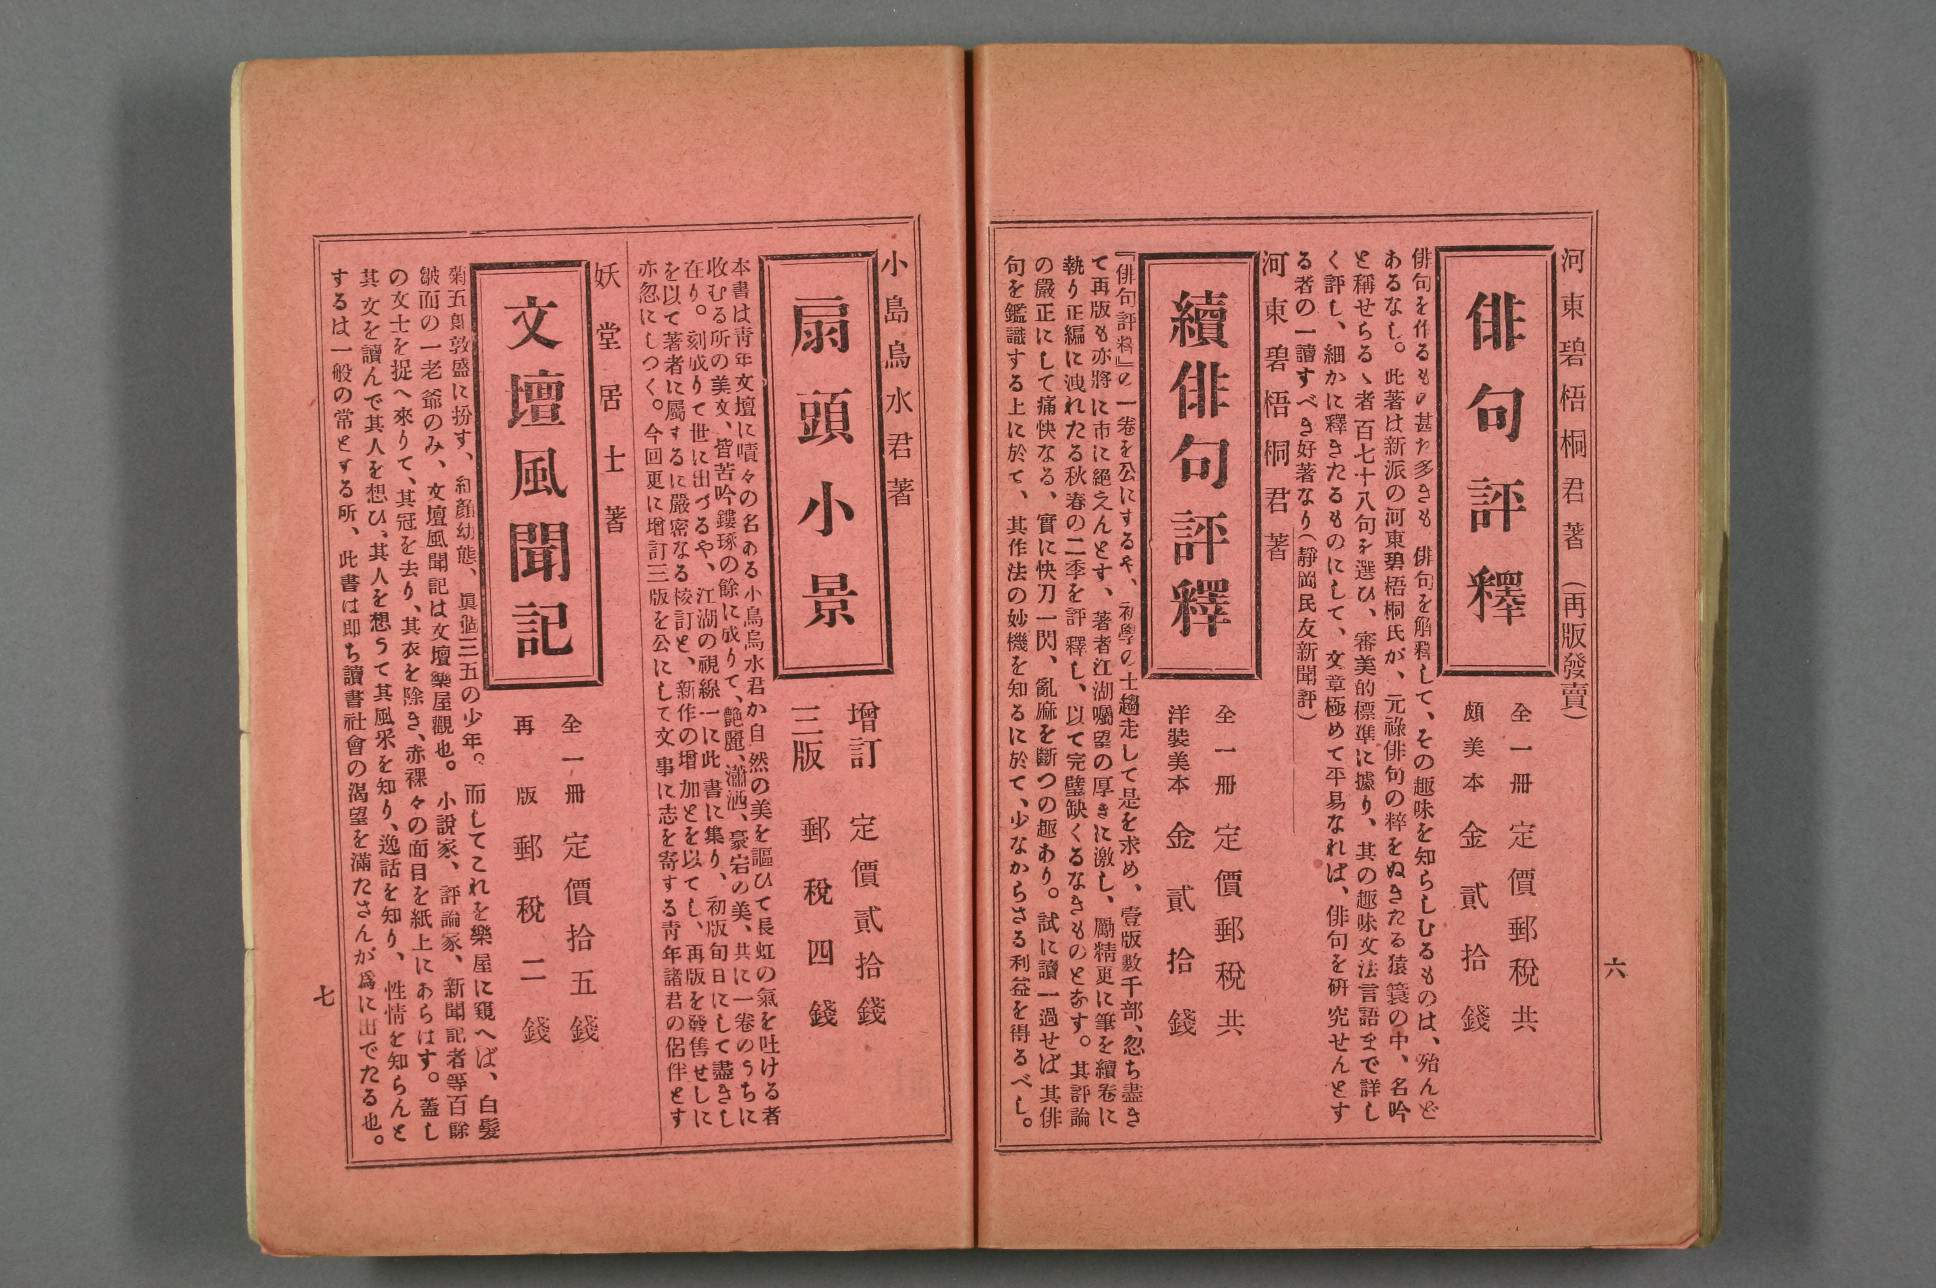 河東碧梧桐君著（再版發賣）
俳句評釋
全一冊　定價郵稅共
頗美本　金貳拾錢
俳句を作るもの甚だ多きも　俳句を解釋して、その趣味を知らしむるものは、殆んど
あるなし。此著は新派の河東碧梧桐氏が、元祿俳句の粹をぬきたる猿簑の中、名吟
と稱せらるゝ者百七十八句を選ひ、審美的標準に據り、其の趣味文法言語まで詳し
く評し、細かに釋きたるものにして、文章極めて平易なれば、俳句を研究せんとす
る者の一讀すべき好著なり（靜岡民友新聞評）
河東碧梧桐君著
續俳句評釋
全一冊　定價郵稅共
洋裝美本　金貳拾錢
『俳句評釋』の一卷を公にするや、初學の士趨走して是を求め、壹版數千部、忽ち盡き
て再版も亦將に市に絕えんとす、著者江湖囑望の厚きに激し、勵精更に筆を續卷に
執り正編に洩れたる秋春の二季を評釋し、以て完璧缺くるなきものとなす。其評論
の嚴正にして痛快なる、實に快刀一閃、亂麻を斷つの趣あり。試に讀一過せば其俳
句を鑑識する上に於て、其作法の妙機を知るに於て、少なからさる利益を得るべし。
六
小島烏水君著
扇頭小景
增訂　定價貳拾錢
三版　郵稅四錢
本書は靑年文壇に嘖々の名ある小島烏水君か自然の美を謳ひて長虹の氣を吐ける者
收むる所の美文、皆苦吟鏤琢の餘に成りて、艶麗、瀟洒、豪宕の美、共に一卷のうちに
在り。刻成りて世に出づるや、江湖の視線一に此書に集り、初版旬日にして盡きし
を以て著者に屬するに嚴密なる校訂と、新作の增加とを以てし、再版を發售せしに
亦忽にしつく。今回更に增訂三版を公にして文事に志を寄する靑年諸君の侶伴とす
妖堂居士著
文壇風聞記
全一冊　定價拾五錢
再版　郵稅二錢
菊五郞敦盛に扮す、紅顏幼態、眞個三五の少年。而してこれを樂屋に窺へば、白髮
皺面の一老爺のみ、文壇風聞記は文壇樂屋觀也。小說家、評論家、新聞記者等百餘
の文士を捉へ來りて、其冠を去り、其衣を除き、赤裸々の面目を紙上にあらはす。蓋し
其文を讀んで其人を想ひ、其人を想うて其風采を知り、逸話を知り、性情を知らんと
するは一般の常とする所、此書は卽ち讀書社會の渴望を滿たさんが爲に出でたる也。
七